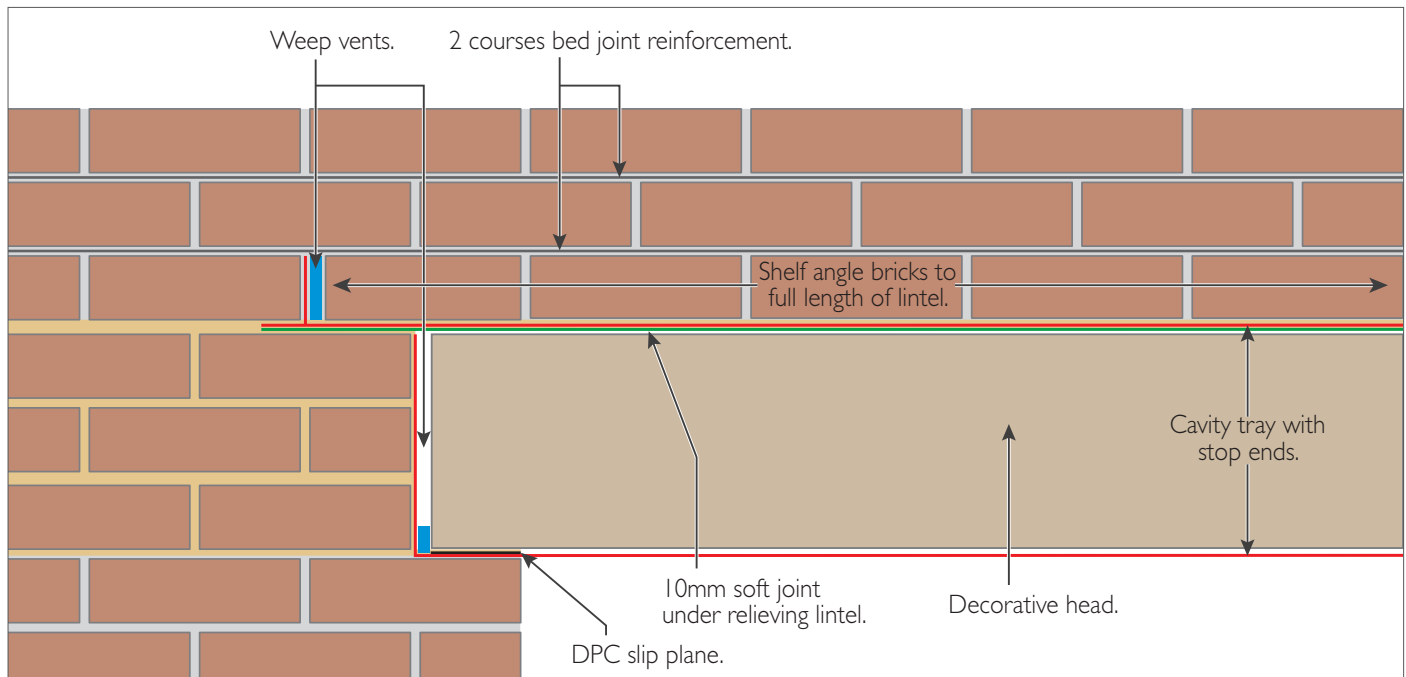 Weep vents.
2 courses bed joint reinforcement.
Shelf angle bricks to
full length of lintel.
Cavity tray with
stop ends.
10mm soft joint
under relieving lintel.
Decorative head.
DPC slip plane.